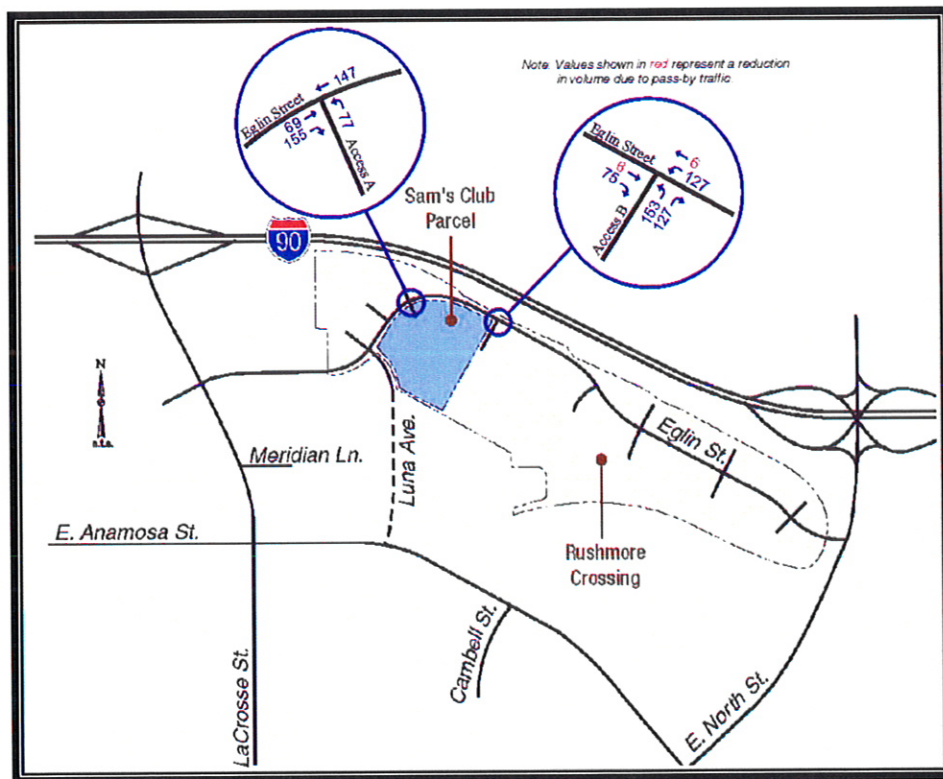 Note: Values shown in red represent a reduction
in volume due to pass-by traffic.
147
Eglin Street
69
155
77
Access A
Eglin Street
6
127
8
75
153
127
Access B
Sam's Club
Parcel
90
N
Meridian Ln.
Luna Ave.
Eglin St.
E. Anamosa St.
Rushmore
Crossing
Cambell St.
LaCrosse St.
E. North St.